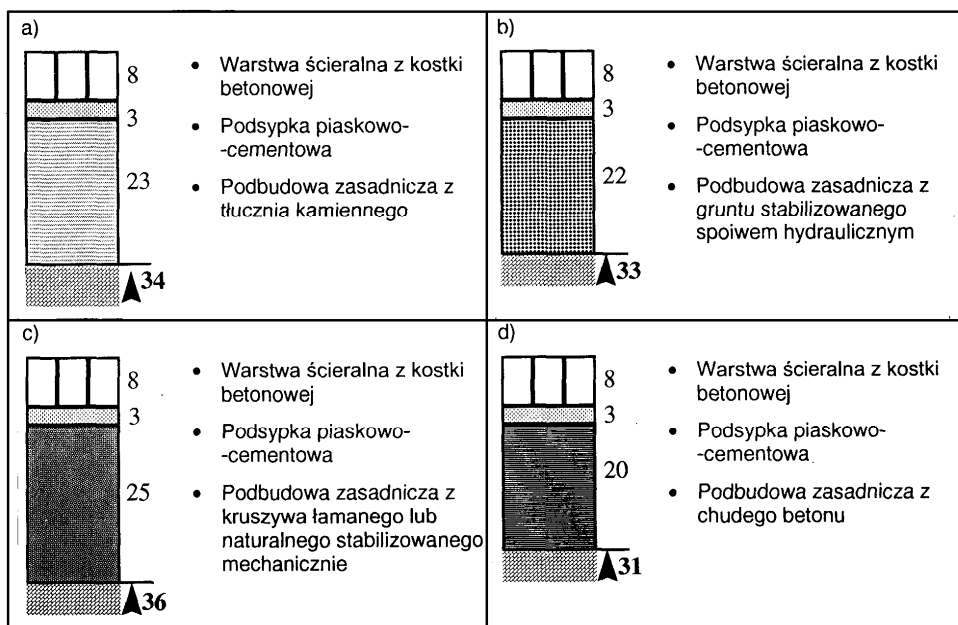 a)
8
3
23
34
• Warstwa ścieralna z kostki
betonowej
• Podsypka piaskowo-
-cementowa
• Podbudowa zasadnicza z
tłucznia kamiennego
b)
8
3
22
33
• Warstwa ścieralna z kostki
betonowej
• Podsypka piaskowo-
-cementowa
• Podbudowa zasadnicza z
gruntu stabilizowanego
spoiwem hydraulicznym
c)
8
3
25
36
• Warstwa ścieralna z kostki
betonowej
• Podsypka piaskowo-
-cementowa
• Podbudowa zasadnicza z
kruszywa łamanego lub
naturalnego stabilizowanego
mechanicznie
d)
8
3
20
31
• Warstwa ścieralna z kostki
betonowej
• Podsypka piaskowo-
-cementowa
• Podbudowa zasadnicza z
chudego betonu